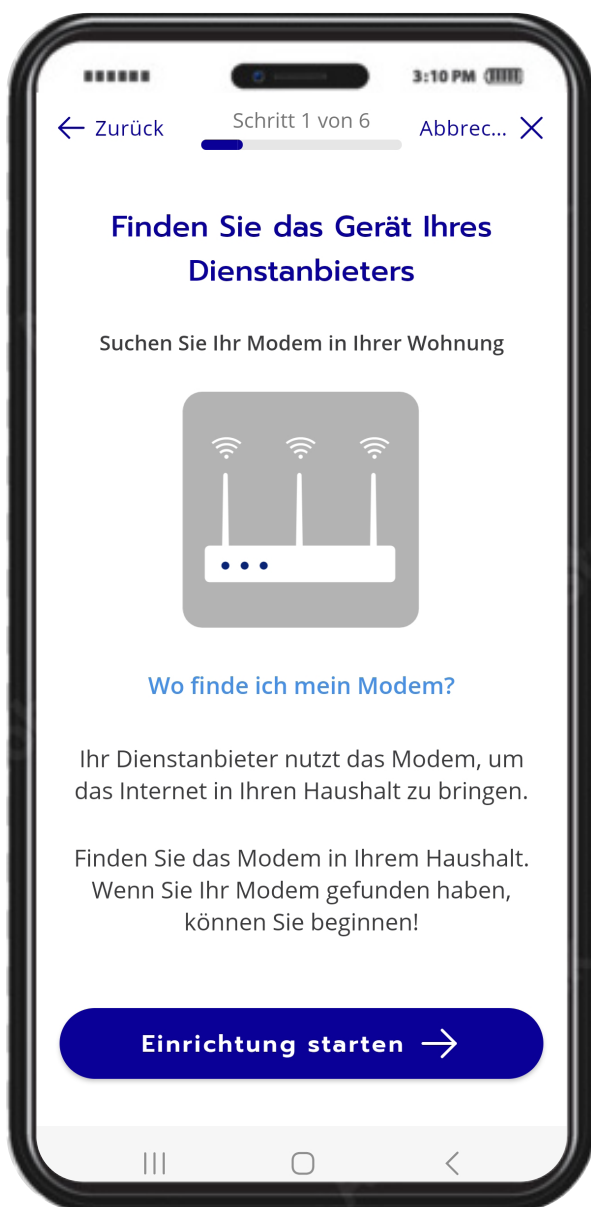 3:10 PM
Zurück
Schritt 1 von 6
Abbrec...
Finden Sie das Gerät Ihres
Dienstanbieters
Suchen Sie Ihr Modem in Ihrer Wohnung
Wo finde ich mein Modem?
Ihr Dienstanbieter nutzt das Modem, um
das Internet in Ihren Haushalt zu bringen.
Finden Sie das Modem in Ihrem Haushalt.
Wenn Sie Ihr Modem gefunden haben,
können Sie beginnen!
Einrichtung starten